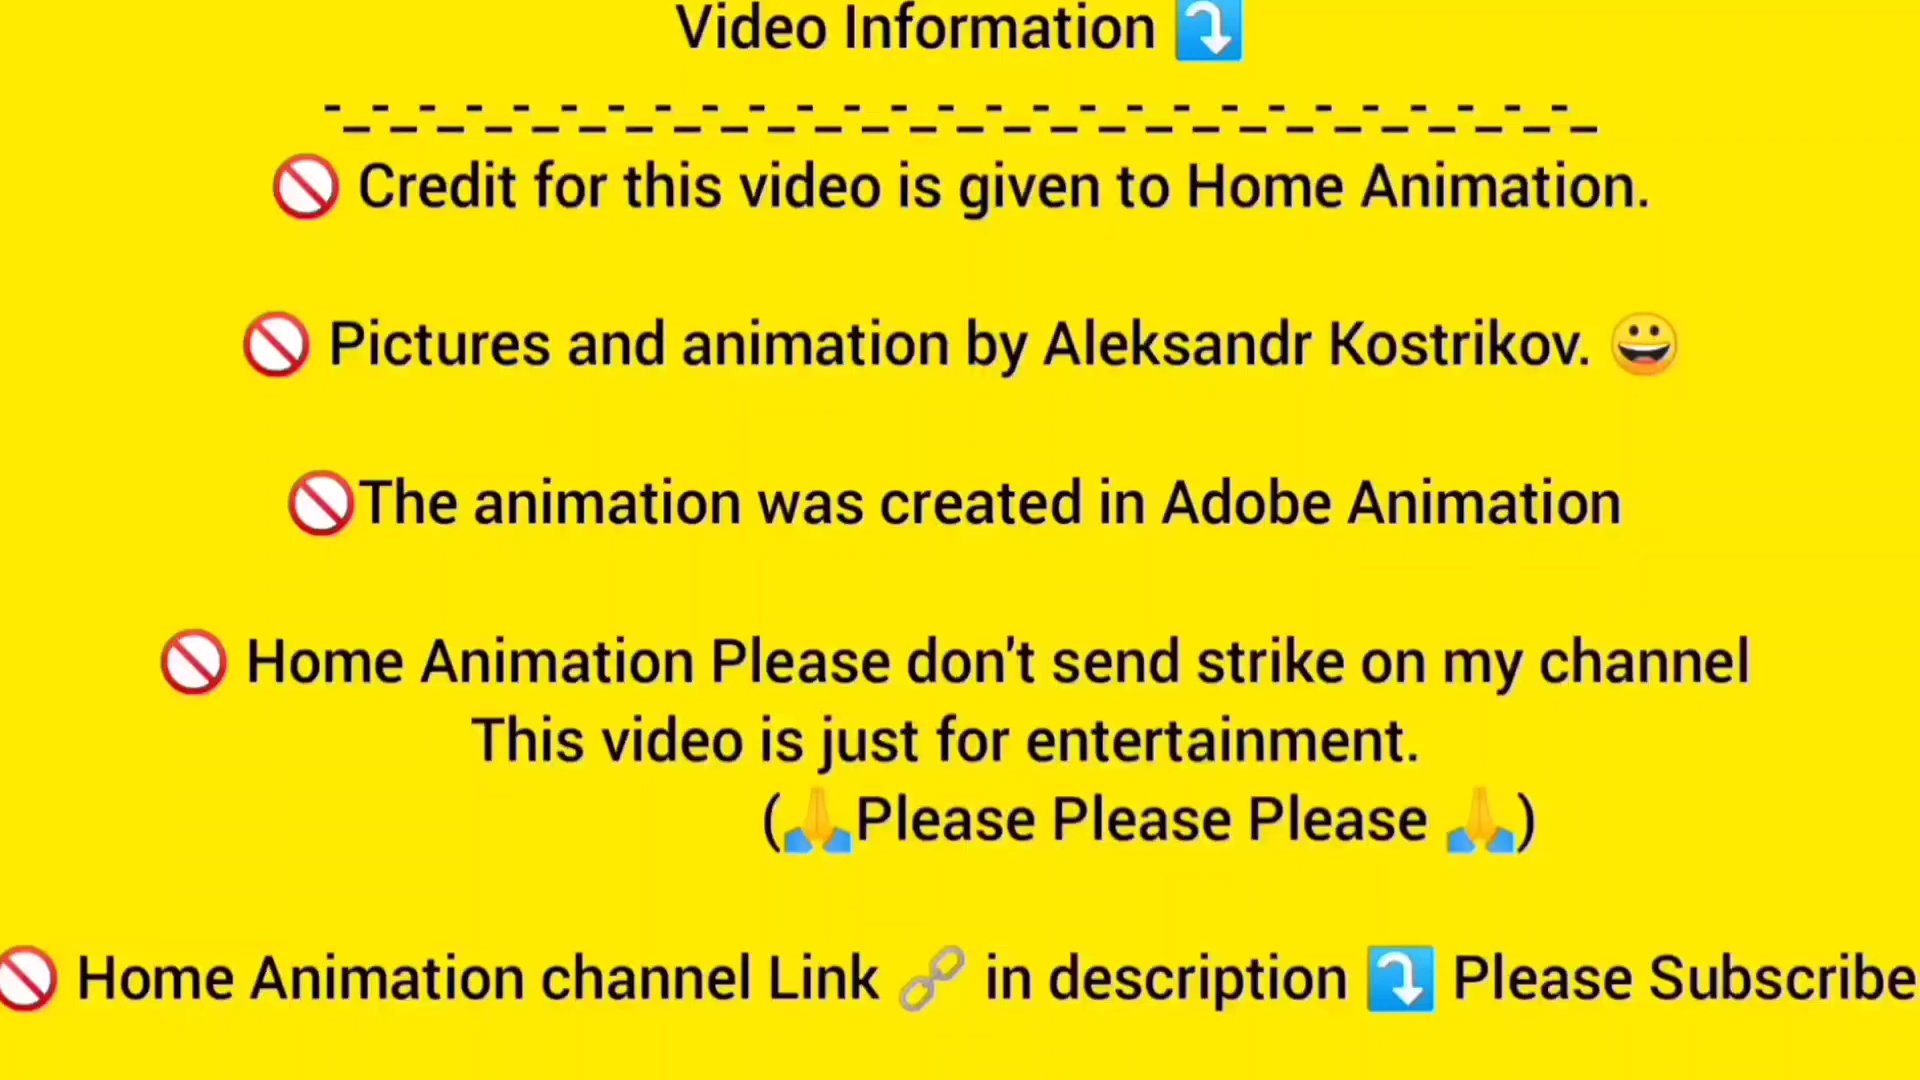 Video Information ⤵️
- - - - - - - - - - - - - - - - - - - - - - - - - - -
_ _ _ _ _ _ _ _ _ _ _ _ _ _ _ _ _ _ _ _ _ _ _ _ _ _ _
🚫 Credit for this video is given to Home Animation.
🚫 Pictures and animation by Aleksandr Kostrikov. 😀
🚫The animation was created in Adobe Animation
🚫 Home Animation Please don't send strike on my channel
This video is just for entertainment.
(🙏Please Please Please 🙏)
🚫 Home Animation channel Link 🔗 in description ⤵️ Please Subscribe